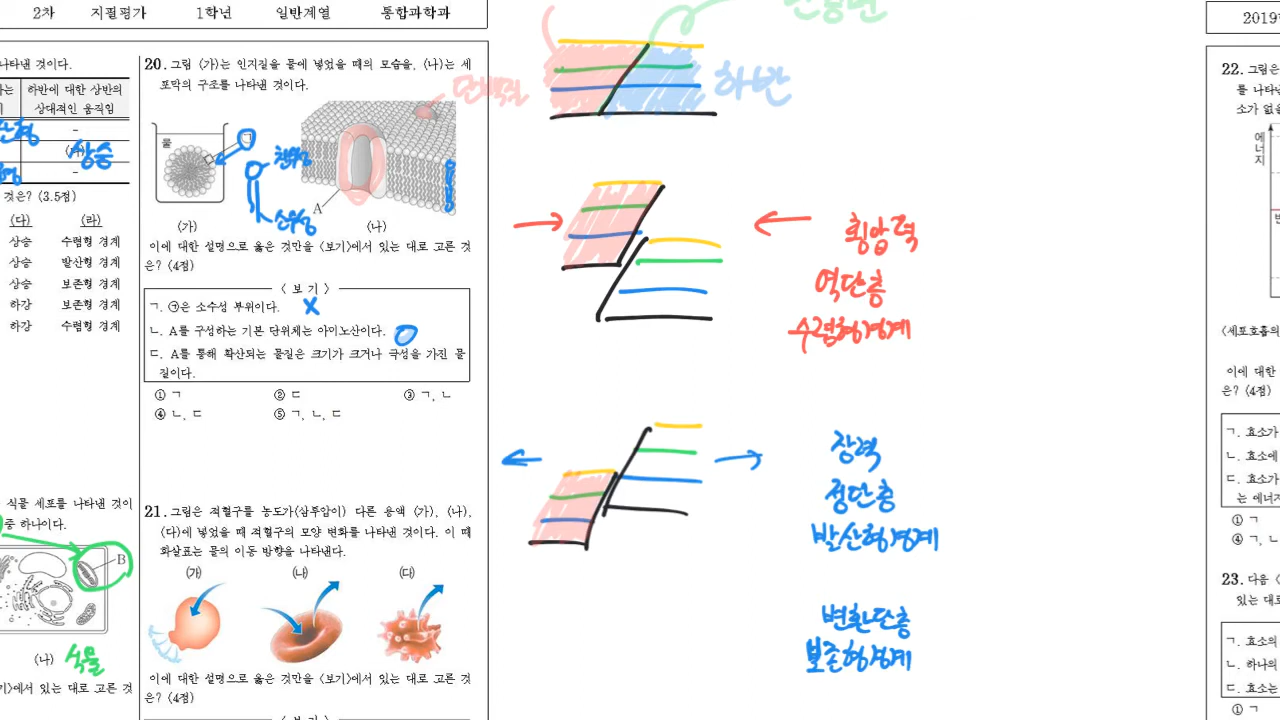 2차 지필평가 1학년 일반계열 통합과학과
2019
나타낸 것이다.
하반에 대한 상반의
상대적인 움직임
산형
-
(다)
상승
-
것은? (3.5점)
(다) (라)
상승 수렴형 경계
상승 발산형 경계
상승 보존형 경계
하강 보존형 경계
하강 수렴형 경계
식물 세포를 나타낸 것이
중 하나이다.
B
(나)
식물
기>에서 있는 대로 고른 것
20. 그림 (가)는 인지질을 물에 넣었을 때의 모습을, (나)는 세
포막의 구조를 나타낸 것이다.
물
㉠
친수성
소수성
단백질
A
(가) (나)
이에 대한 설명으로 옳은 것만을 <보기>에서 있는 대로 고른 것
은? (4점)
< 보 기 >
ㄱ. ㉠은 소수성 부위이다. X
ㄴ. A를 구성하는 기본 단위체는 아미노산이다. O
ㄷ. A를 통해 확산되는 물질은 크기가 크거나 극성을 가진 물
질이다.
① ㄱ ② ㄷ ③ ㄱ, ㄴ
④ ㄴ, ㄷ ⑤ ㄱ, ㄴ, ㄷ
21. 그림은 적혈구를 농도가(삼투압이) 다른 용액 (가), (나),
(다)에 넣었을 때 적혈구의 모양 변화를 나타낸 것이다. 이 때
화살표는 물의 이동 방향을 나타낸다.
(가) (나) (다)
이에 대한 설명으로 옳은 것만을 <보기>에서 있는 대로 고른 것
은? (4점)
< 보 기 >
단층면
하반
횡압력
역단층
수렴형경계
장력
정단층
발산형경계
변환단층
보존형경계
22. 그림은
를 나타낸
소가 없을
에너지
<세포호흡의
이에 대한
은? (4점)
ㄱ. 효소가
ㄴ. 효소에
ㄷ. 효소가
는 에너지
① ㄱ
④ ㄱ, ㄴ
23. 다음 <
있는 대로
ㄱ. 효소의
ㄴ. 하나의
ㄷ. 효소는
① ㄱ